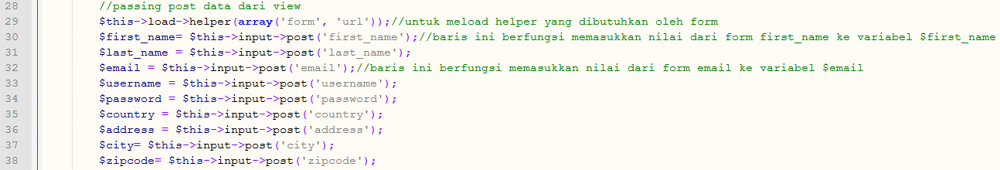 28 //passing post data dari view
29 $this->load->helper(array('form', 'url'));//untuk meload helper yang dibutuhkan oleh form
30 $first_name= $this->input->post('first_name');//baris ini berfungsi memasukkan nilai dari form first_name ke variabel $first_name
31 $last_name = $this->input->post('last_name');
32 $email = $this->input->post('email');//baris ini berfungsi memasukkan nilai dari form email ke variabel $email
33 $username = $this->input->post('username');
34 $password = $this->input->post('password');
35 $country = $this->input->post('country');
36 $address = $this->input->post('address');
37 $city= $this->input->post('city');
38 $zipcode= $this->input->post('zipcode');